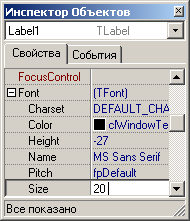 Инспектор Объектов
Label1 TLabel
Свойства События
FocusControl
Font (TFont)
Charset DEFAULT_CHA
Color clWindowTe
Height -27
Name MS Sans Serif
Pitch fpDefault
Size 20
Все показано